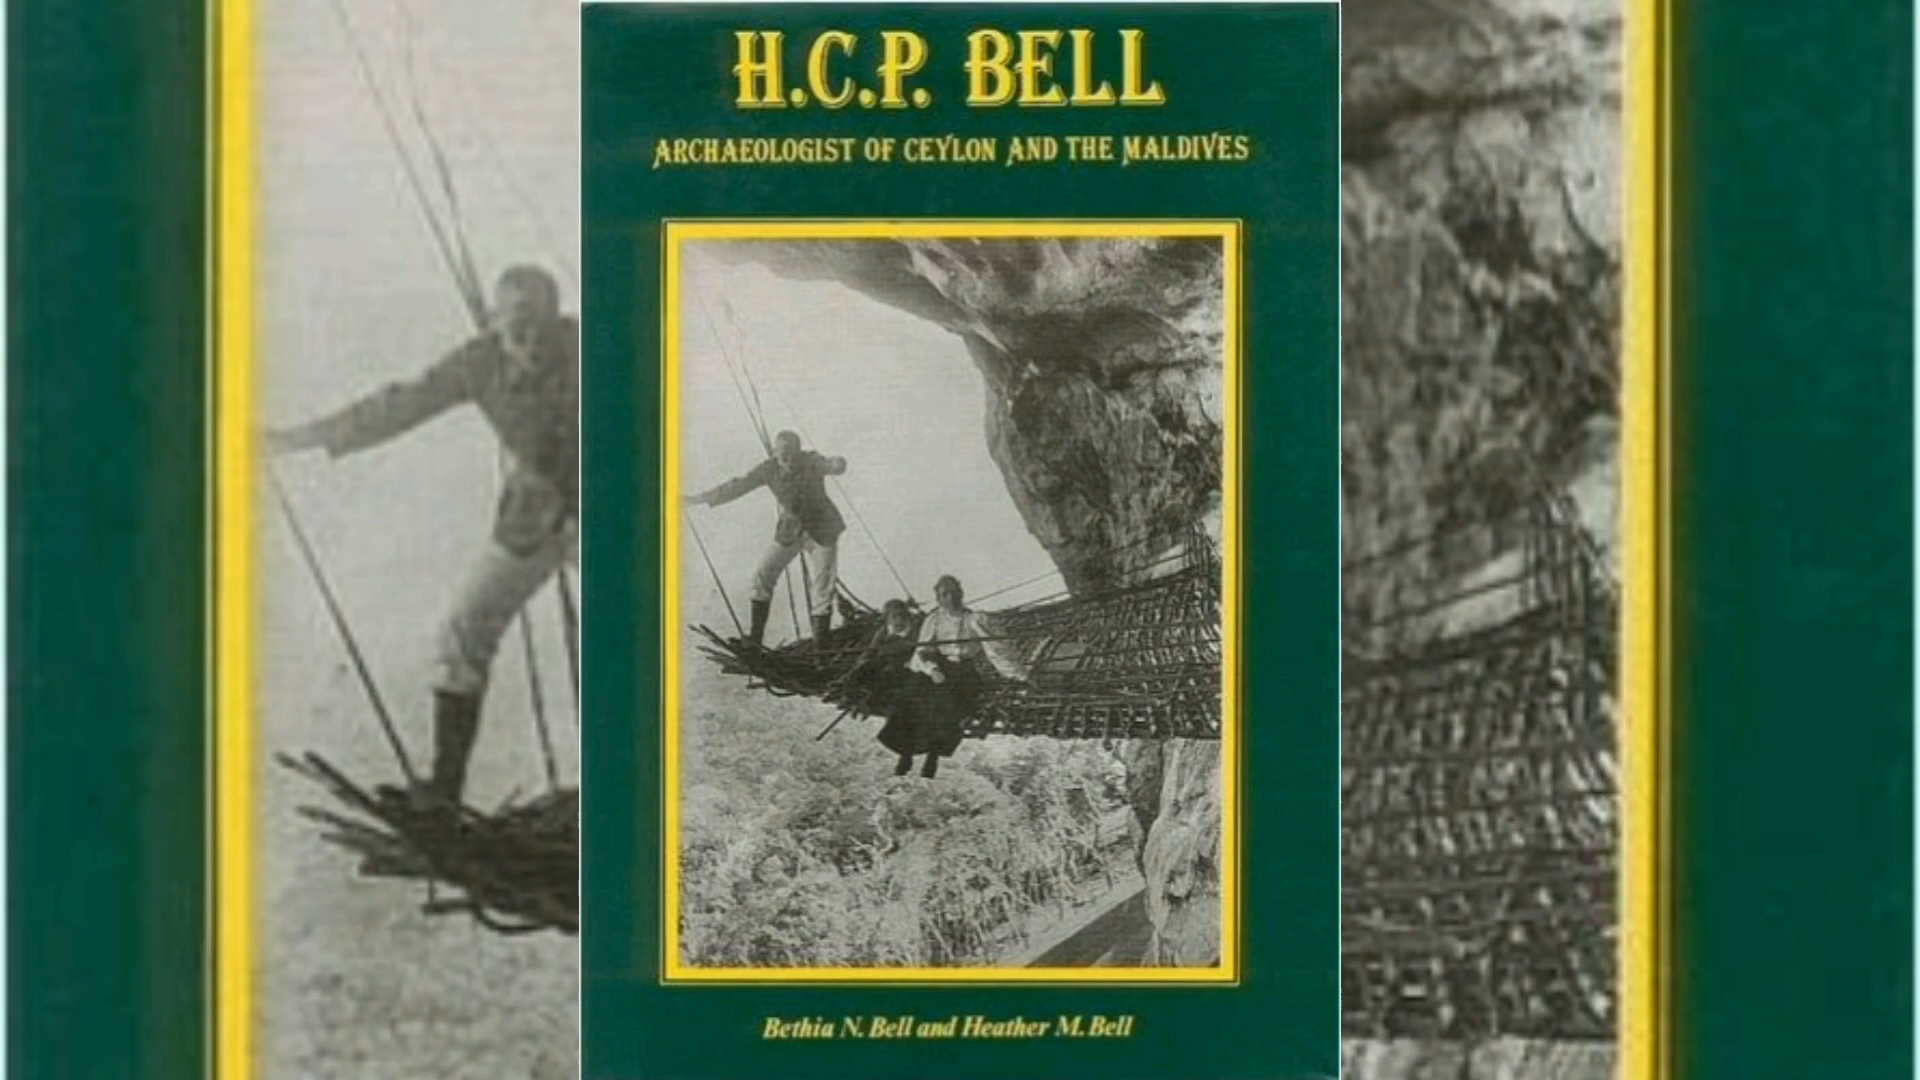 H.C.P. BELL
ARCHAEOLOGIST OF CEYLON AND THE MALDIVES
Bethia N. Bell and Heather M. Bell